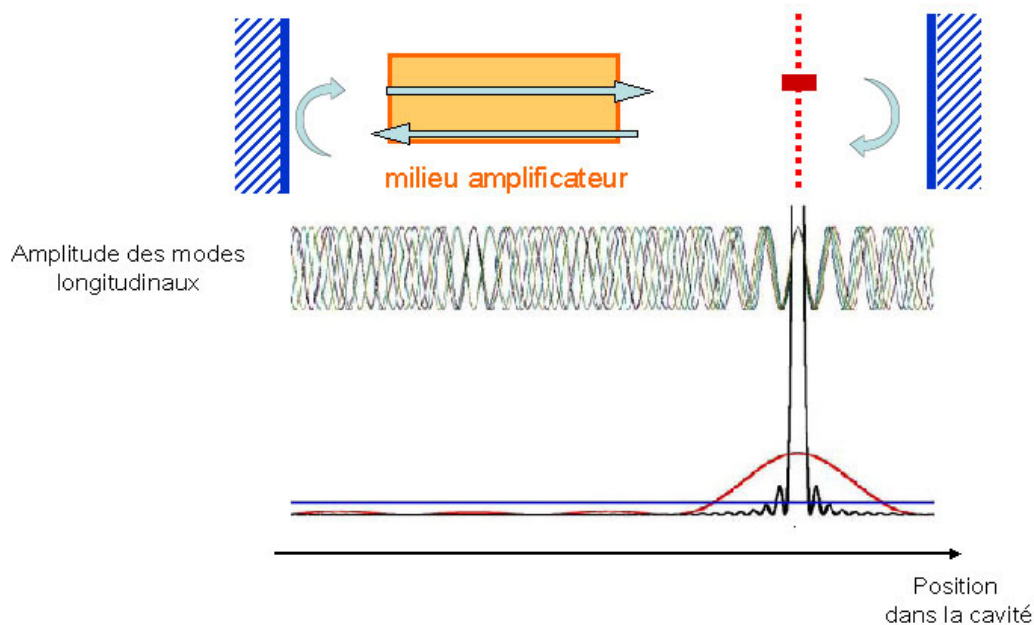 milieu amplificateur
Amplitude des modes
longitudinaux
Position
dans la cavité